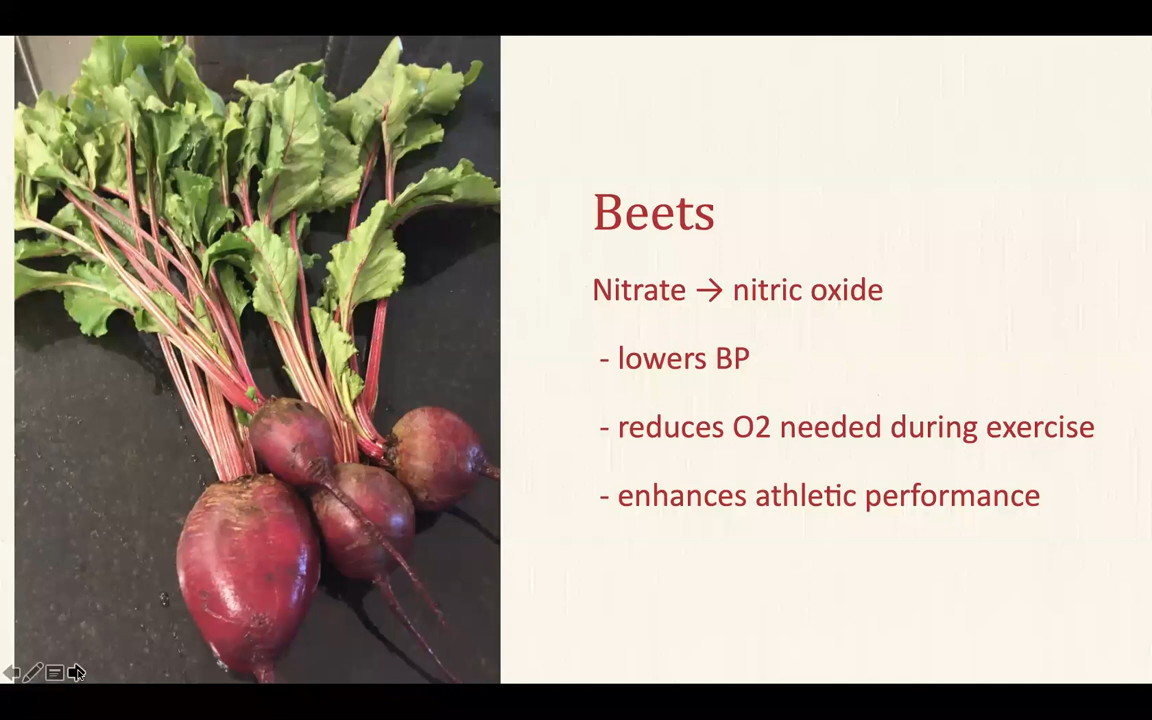 Beets
Nitrate → nitric oxide
- lowers BP
- reduces O2 needed during exercise
- enhances athletic performance